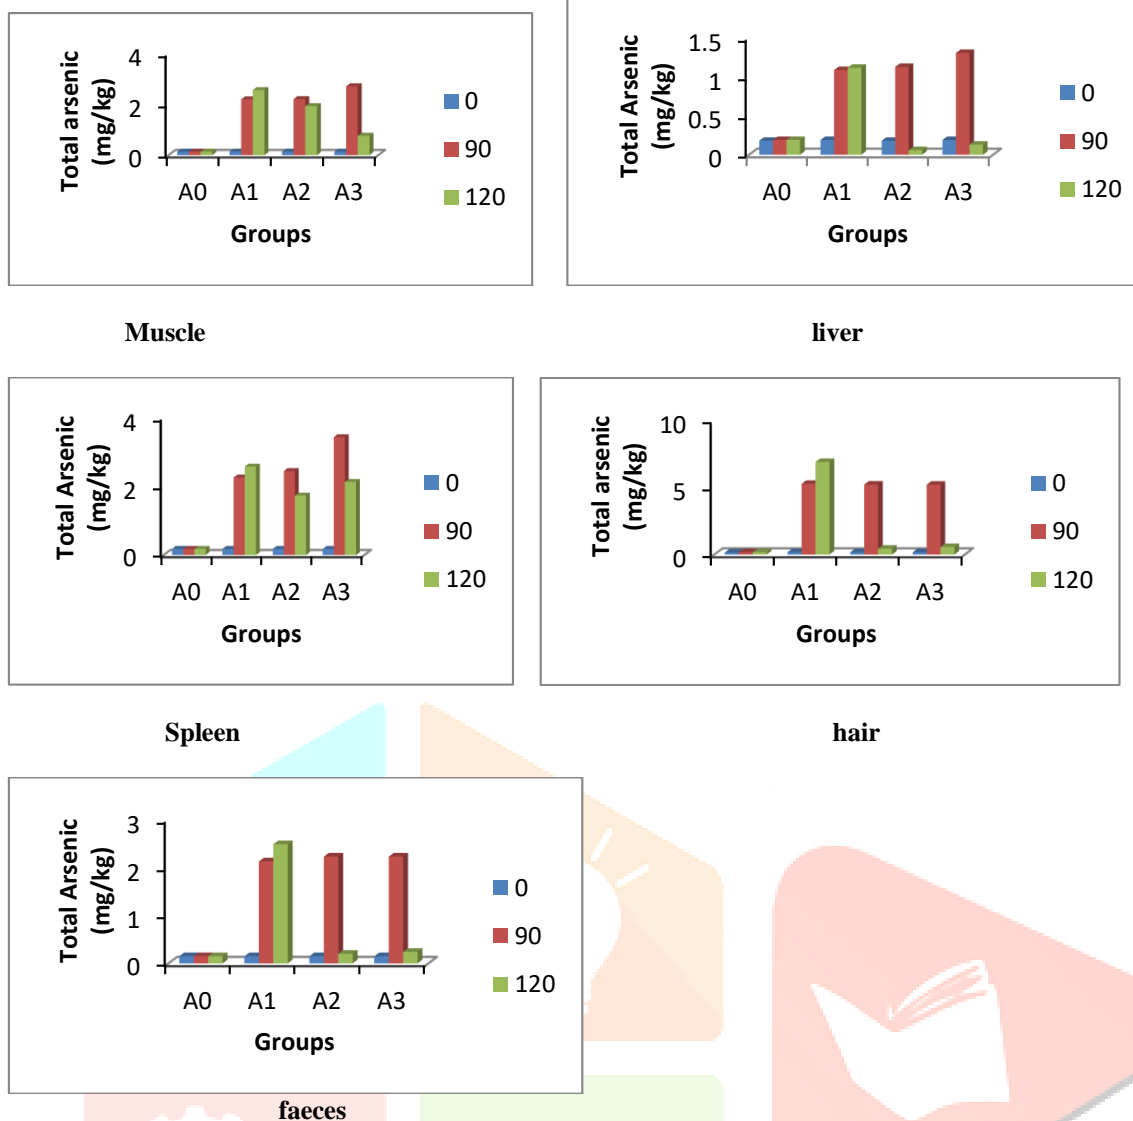 Total arsenic
(mg/kg)
4
2
0
A0 A1 A2 A3
Groups
0
90
120
Muscle
Total Arsenic
(mg/kg)
1.5
1
0.5
0
A0 A1 A2 A3
Groups
0
90
120
liver
Total Arsenic
(mg/kg)
4
2
0
A0 A1 A2 A3
Groups
0
90
120
Spleen
Total arsenic
(mg/kg)
10
5
0
A0 A1 A2 A3
Groups
0
90
120
hair
Total Arsenic
(mg/kg)
3
2
1
0
A0 A1 A2 A3
Groups
0
90
120
faeces